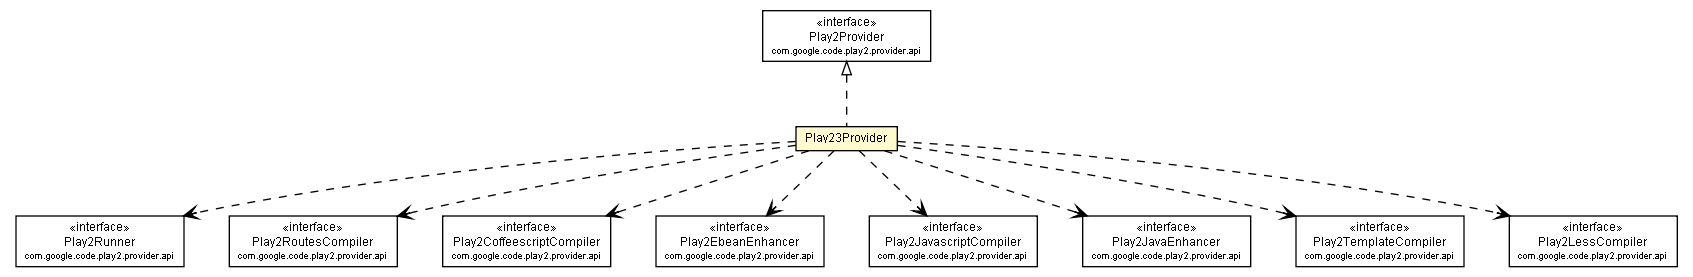 «interface»
Play2Provider
com.google.code.play2.provider.api
Play23Provider
«interface»
Play2Runner
com.google.code.play2.provider.api
«interface»
Play2RoutesCompiler
com.google.code.play2.provider.api
«interface»
Play2CoffeescriptCompiler
com.google.code.play2.provider.api
«interface»
Play2EbeanEnhancer
com.google.code.play2.provider.api
«interface»
Play2JavascriptCompiler
com.google.code.play2.provider.api
«interface»
Play2JavaEnhancer
com.google.code.play2.provider.api
«interface»
Play2TemplateCompiler
com.google.code.play2.provider.api
«interface»
Play2LessCompiler
com.google.code.play2.provider.api